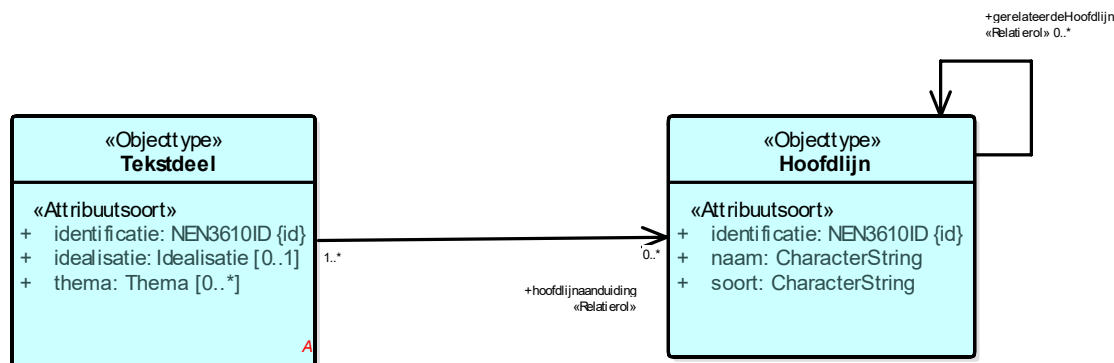 +gerelateerdeHoofdlijn
«Relatierol» 0..*
«Objecttype»
Tekstdeel
«Attribuutsoort»
+ identificatie: NEN3610ID {id}
+ idealisatie: Idealisatie [0..1]
+ thema: Thema [0..*]
A
1..*
0..*
+hoofdlijnaanduiding
«Relatierol»
«Objecttype»
Hoofdlijn
«Attribuutsoort»
+ identificatie: NEN3610ID {id}
+ naam: CharacterString
+ soort: CharacterString